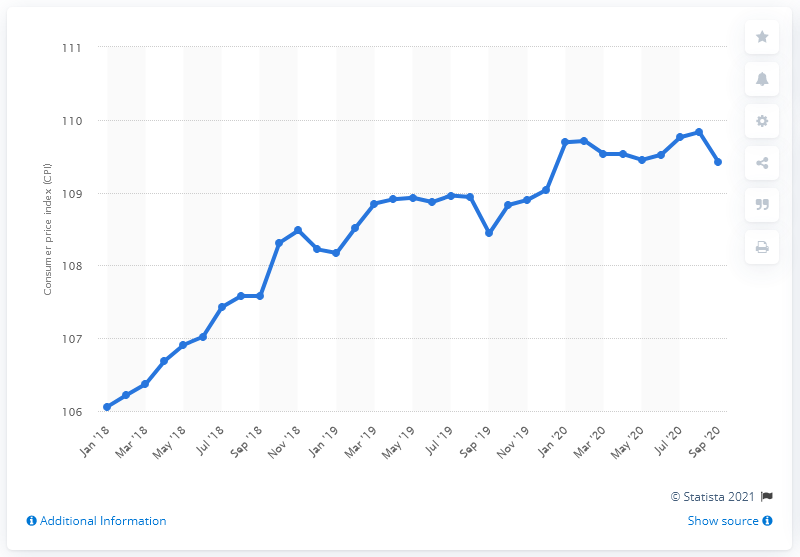 111
110
109
108
107
106
Consumer price index (CPI)
Jan '18
Mar '18
May '18
Jul '18
Sep '18
Nov '18
Jan '19
Mar '19
May '19
Jul '19
Sep '19
Nov '19
Jan '20
Mar '20
May '20
Jul '20
Sep '20
© Statista 2021
Additional Information
Show source